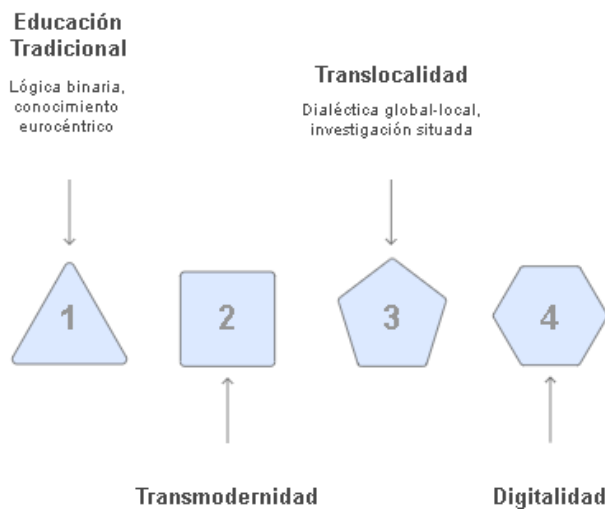 Educación
Tradicional
Lógica binaria,
conocimiento
eurocéntrico
Translocalidad
Dialéctica global-local,
investigación situada
1
2
3
4
Transmodernidad
Digitalidad